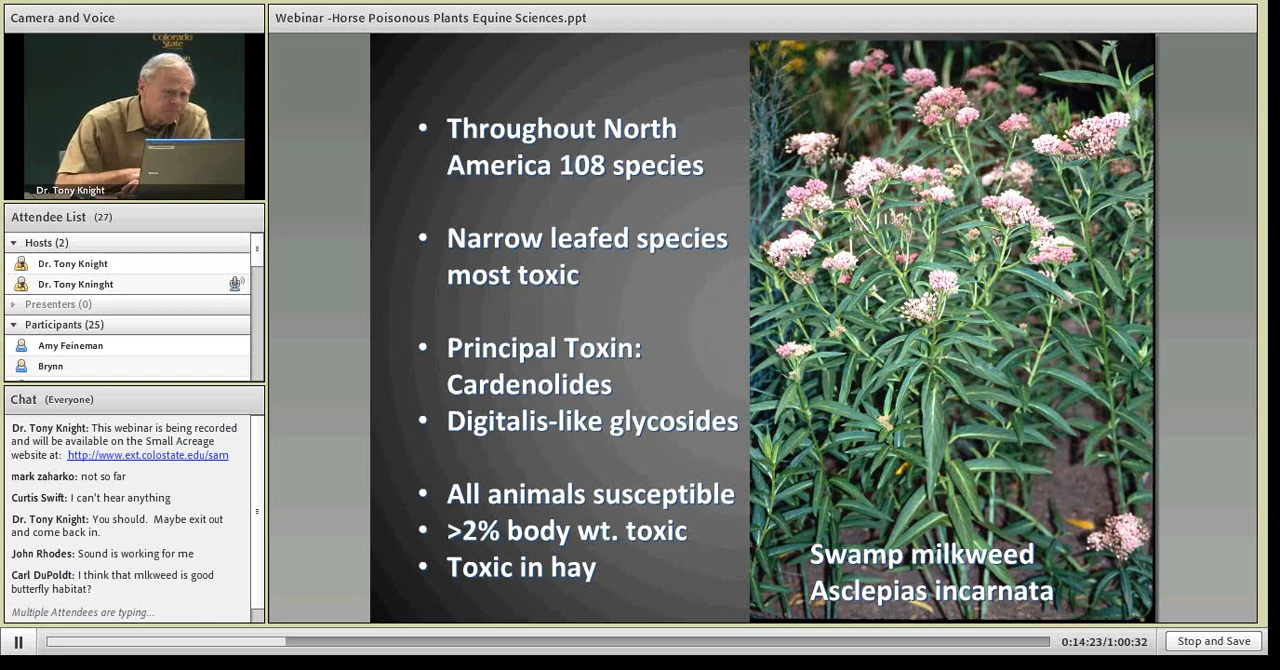 Camera and Voice
Colorado
State
Dr. Tony Knight
Attendee List (27)
Hosts (2)
Dr. Tony Knight
Dr. Tony Kninght
Presenters (0)
Participants (25)
Amy Feineman
Brynn
Chat (Everyone)
Dr. Tony Knight: This webinar is being recorded
and will be available on the Small Acreage
website at: http://www.ext.colostate.edu/sam
mark zaharko: not so far
Curtis Swift: I can't hear anything
Dr. Tony Knight: You should. Maybe exit out
and come back in.
John Rhodes: Sound is working for me
Carl DuPoldt: I think that mlkweed is good
butterfly habitat?
Multiple Attendees are typing...
Webinar -Horse Poisonous Plants Equine Sciences.ppt
• Throughout North
America 108 species
• Narrow leafed species
most toxic
• Principal Toxin:
Cardenolides
• Digitalis-like glycosides
• All animals susceptible
• >2% body wt. toxic
• Toxic in hay
Swamp milkweed
Asclepias incarnata
0:14:23/1:00:32
Stop and Save